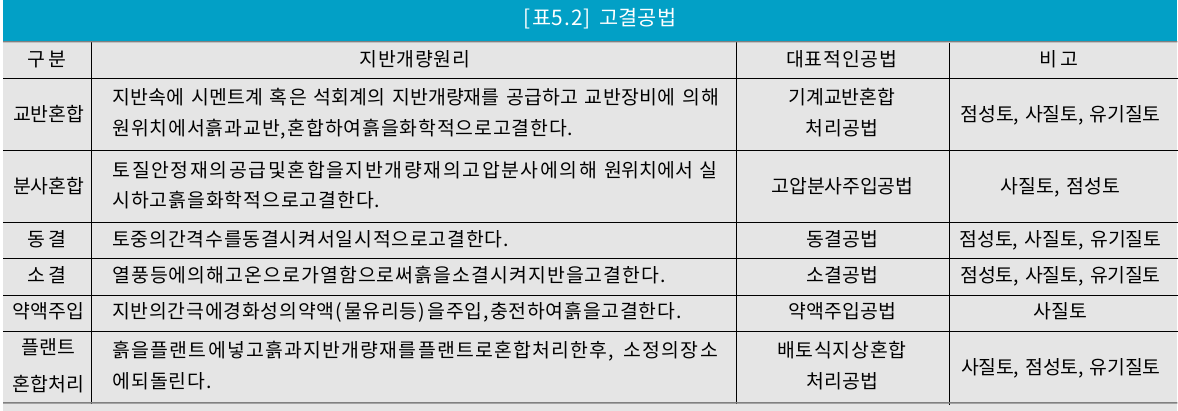 [표5.2] 고결공법
구분 지반개량원리 대표적인공법 비고
교반혼합 지반속에 시멘트계 혹은 석회계의 지반개량재를 공급하고 교반장비에 의해 원위치에서흙과교반,혼합하여흙을화학적으로고결한다. 기계교반혼합 처리공법 점성토, 사질토, 유기질토
분사혼합 토질안정재의공급및혼합을지반개량재의고압분사에의해 원위치에서 실시하고흙을화학적으로고결한다. 고압분사주입공법 사질토, 점성토
동결 토중의간격수를동결시켜서일시적으로고결한다. 동결공법 점성토, 사질토, 유기질토
소결 열풍등에의해고온으로가열함으로써흙을소결시켜지반을고결한다. 소결공법 점성토, 사질토, 유기질토
약액주입 지반의간극에경화성의약액(물유리등)을주입,충전하여흙을고결한다. 약액주입공법 사질토
플랜트 혼합처리 흙을플랜트에넣고흙과지반개량재를플랜트로혼합처리한후, 소정의장소에되돌린다. 배토식지상혼합 처리공법 사질토, 점성토, 유기질토